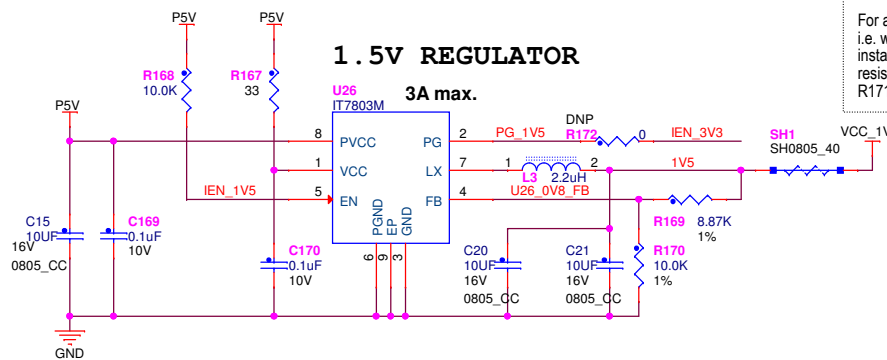 P5V
P5V
For a
i.e. w
insta
resis
R171
1.5V REGULATOR
R168
10.0K
R167
33
U26
IT7803M
3A max.
P5V
DNP
R172
0
IEN_3V3
SH1
SH0805_40
VCC_1V
8
PVCC
PG
2
PG_1V5
1
VCC
LX
7
1
2
L3
2.2uH
1V5
IEN_1V5
5
EN
FB
4
U26_0V8_FB
PGND
EP
GND
6
9
3
R169
8.87K
1%
C15
10UF
16V
0805_CC
C169
0.1uF
10V
C170
0.1uF
10V
C20
10UF
16V
0805_CC
C21
10UF
16V
0805_CC
R170
10.0K
1%
GND